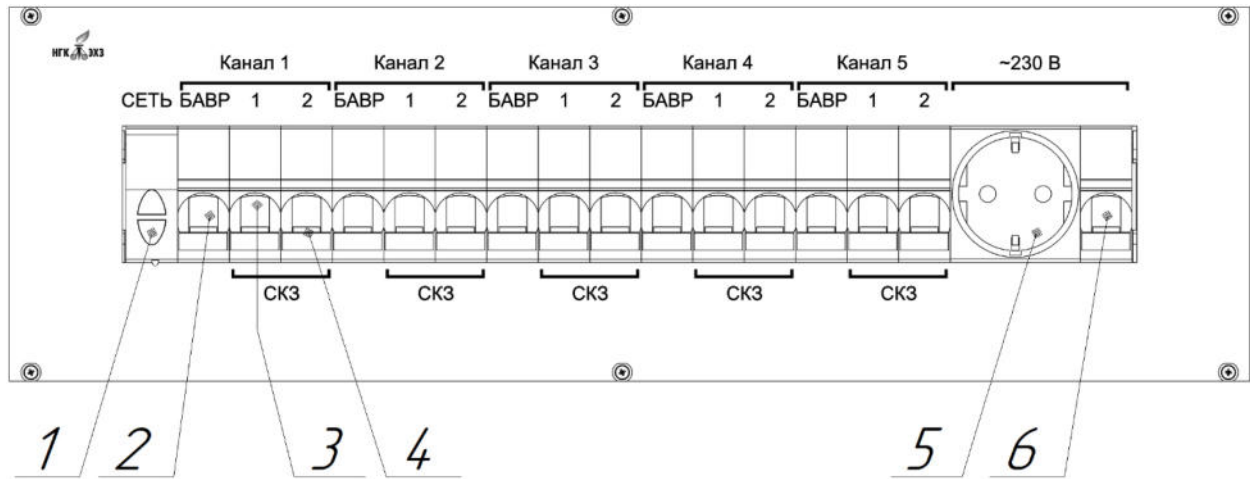 НГК ЭХЗ
Канал 1 Канал 2 Канал 3 Канал 4 Канал 5 ~230 В
СЕТЬ БАВР 1 2 БАВР 1 2 БАВР 1 2 БАВР 1 2 БАВР 1 2
СКЗ СКЗ СКЗ СКЗ СКЗ
1 2 3 4 5 6